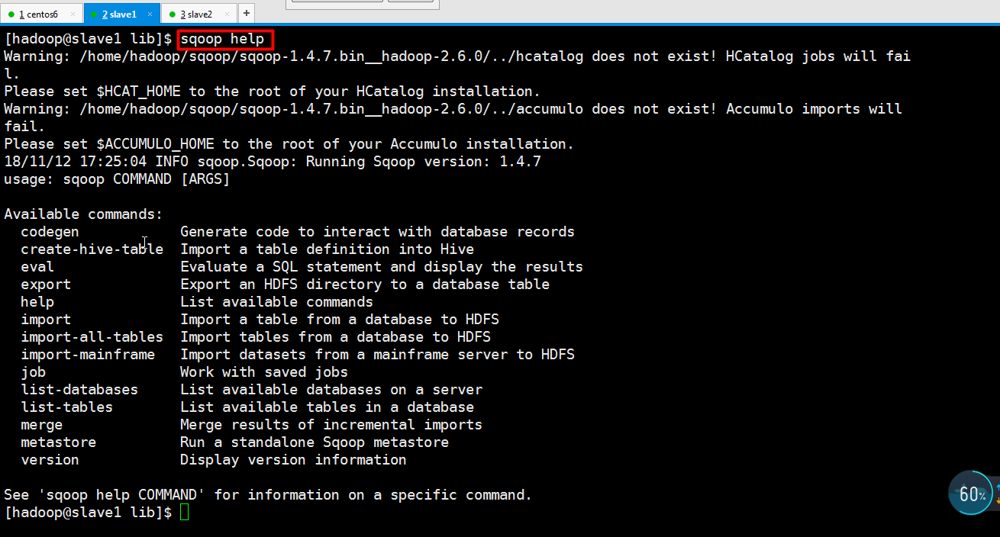 1 centos6 × 2 slave1 × 3 slave2 × +
[hadoop@slave1 lib]$ sqoop help
Warning: /home/hadoop/sqoop/sqoop-1.4.7.bin__hadoop-2.6.0/../hcatalog does not exist! HCatalog jobs will fai
l.
Please set $HCAT_HOME to the root of your HCatalog installation.
Warning: /home/hadoop/sqoop/sqoop-1.4.7.bin__hadoop-2.6.0/../accumulo does not exist! Accumulo imports will
fail.
Please set $ACCUMULO_HOME to the root of your Accumulo installation.
18/11/12 17:25:04 INFO sqoop.Sqoop: Running Sqoop version: 1.4.7
usage: sqoop COMMAND [ARGS]
Available commands:
codegen Generate code to interact with database records
create-hive-table Import a table definition into Hive
eval Evaluate a SQL statement and display the results
export Export an HDFS directory to a database table
help List available commands
import Import a table from a database to HDFS
import-all-tables Import tables from a database to HDFS
import-mainframe Import datasets from a mainframe server to HDFS
job Work with saved jobs
list-databases List available databases on a server
list-tables List available tables in a database
merge Merge results of incremental imports
metastore Run a standalone Sqoop metastore
version Display version information
See 'sqoop help COMMAND' for information on a specific command.
60%
[hadoop@slave1 lib]$